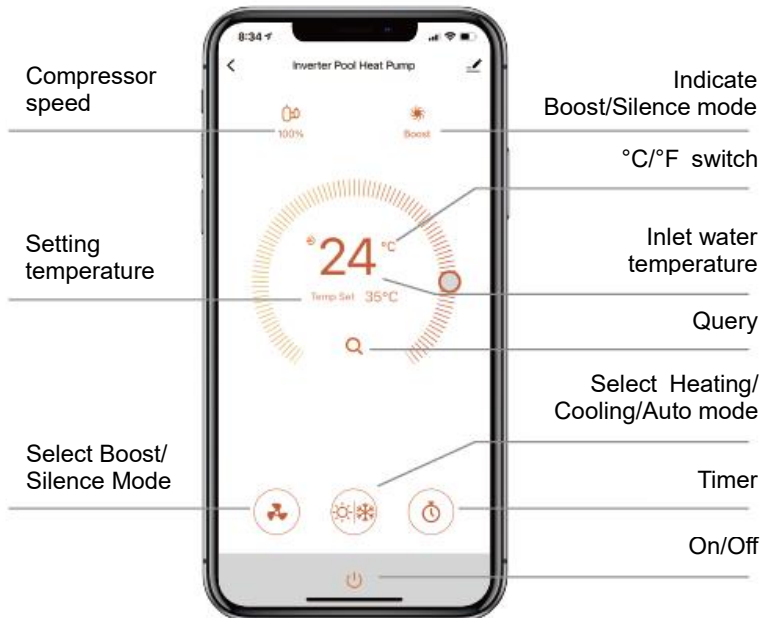 8:34
Inverter Pool Heat Pump
Compressor
speed
Indicate
Boost/Silence mode
100%
Boost
°C/°F switch
Setting
temperature
24 °C
Inlet water
temperature
Temp Set 35°C
Query
Select Heating/
Cooling/Auto mode
Select Boost/
Silence Mode
Timer
On/Off